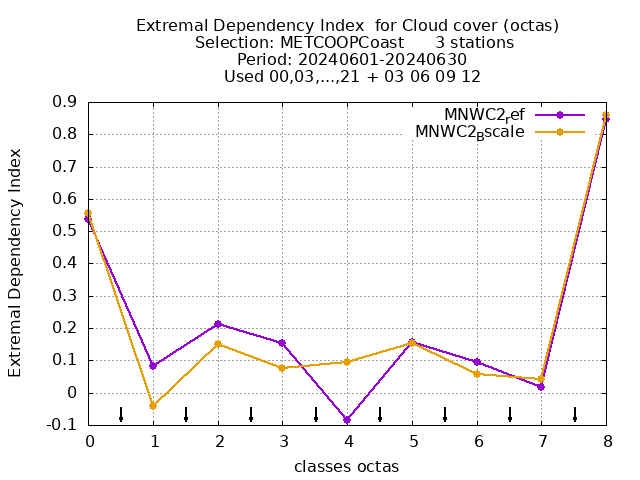 Extremal Dependency Index  for Cloud cover (octas)
Selection: METCOOPCoast      3 stations
Period: 20240601-20240630
Used 00,03,...,21 + 03 06 09 12
0.9
0.8
0.7
0.6
0.5
0.4
0.3
0.2
0.1
0
-0.1
Extremal Dependency Index
MNWC2_ref
MNWC2_Bscale
0 1 2 3 4 5 6 7 8
classes octas